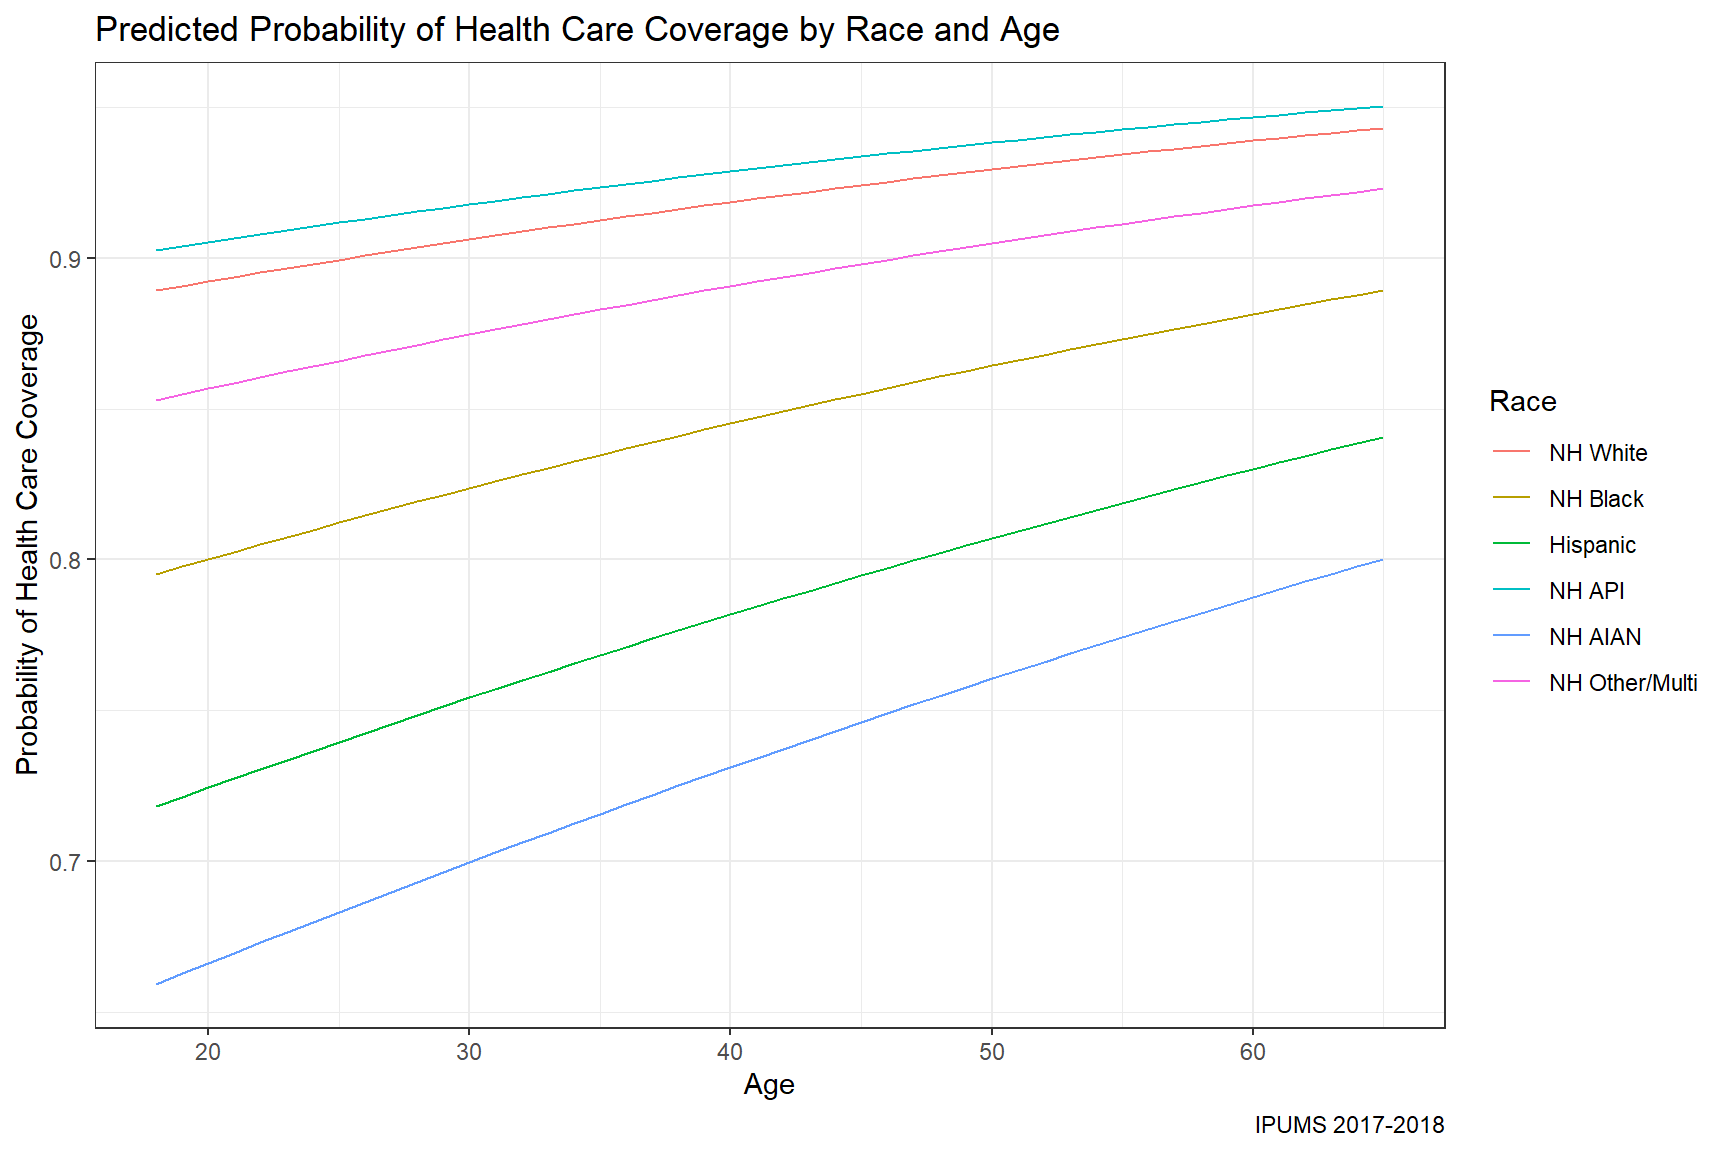 Predicted Probability of Health Care Coverage by Race and Age
Probability of Health Care Coverage
0.9
0.8
0.7
20
30
40
50
60
Age
Race
NH White
NH Black
Hispanic
NH API
NH AIAN
NH Other/Multi
IPUMS 2017-2018